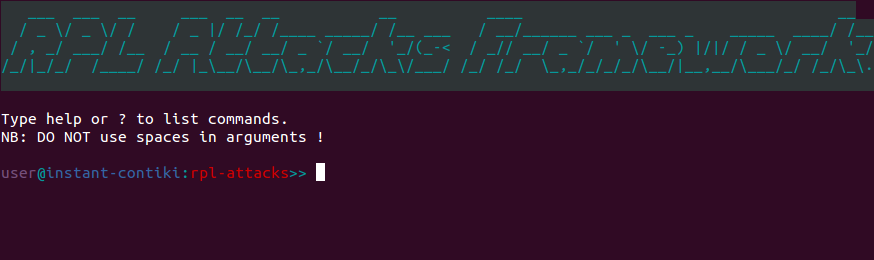 RPL Attacks Framework
Type help or ? to list commands.
NB: DO NOT use spaces in arguments !
user@instant-contiki:rpl-attacks>>